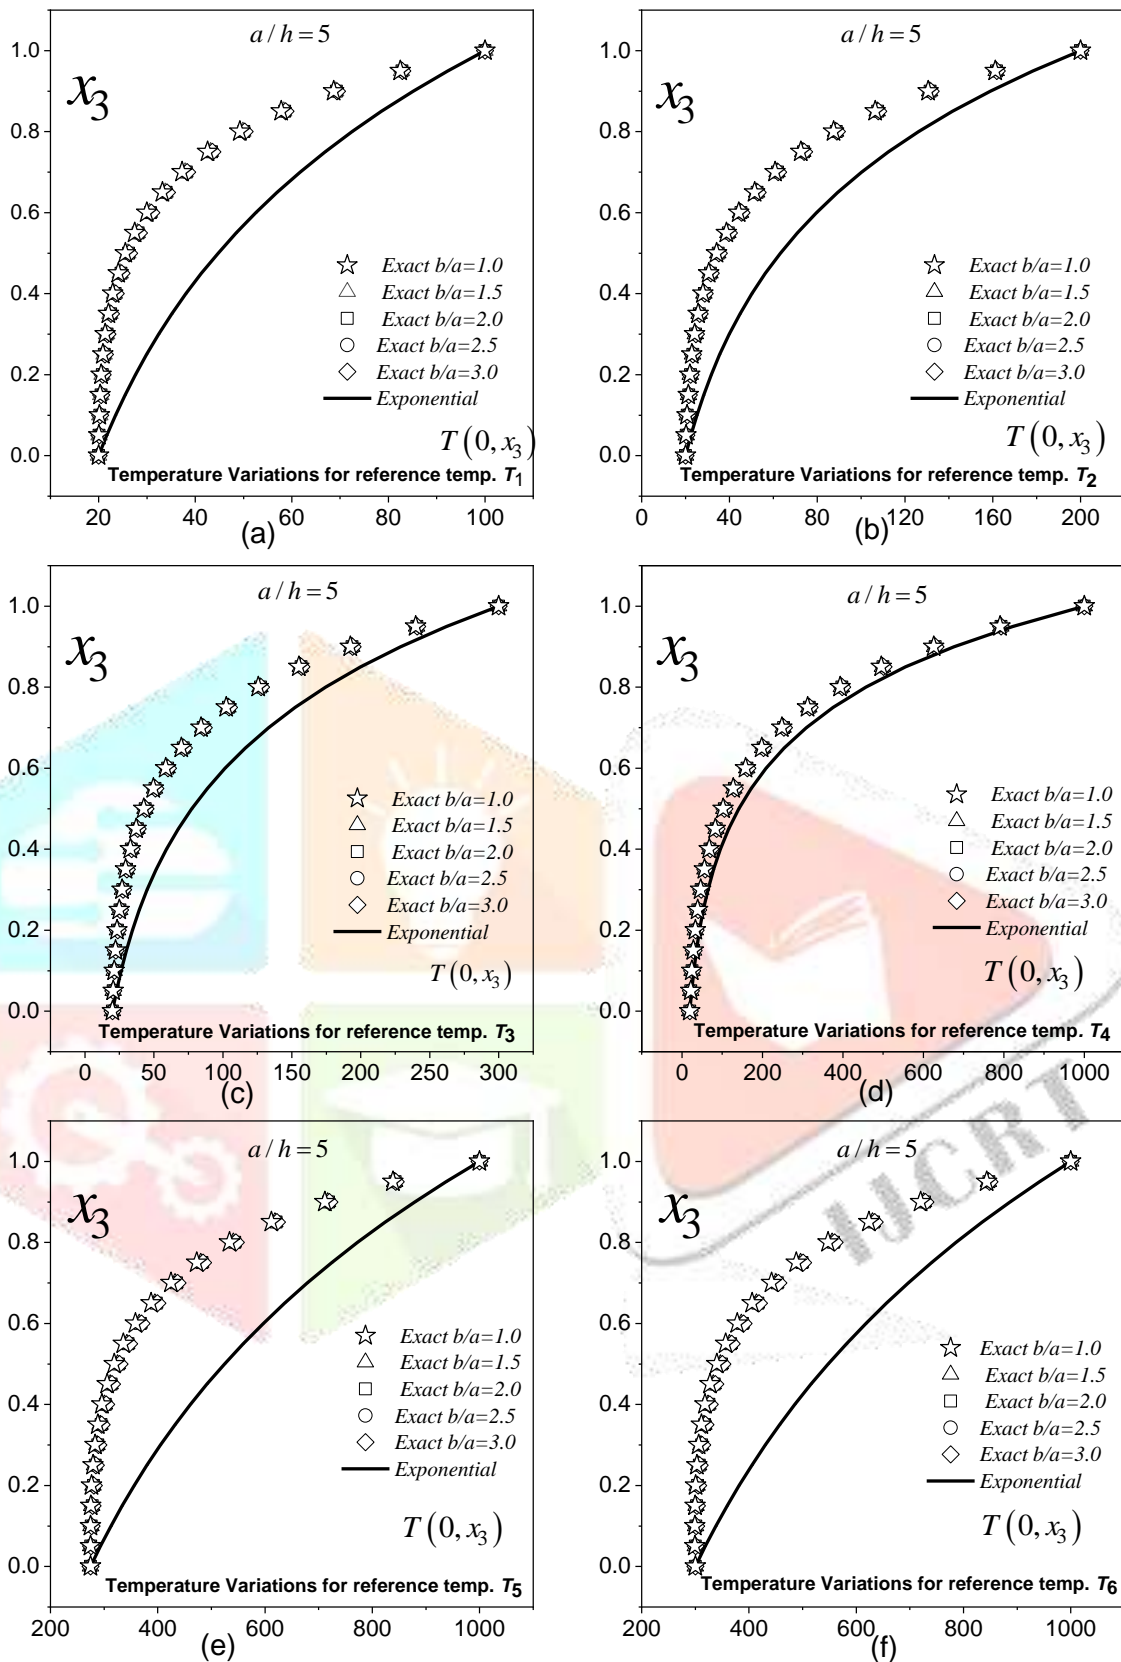 a / h = 5
x3
1.0
0.8
0.6
0.4
0.2
0.0
Exact b/a=1.0
Exact b/a=1.5
Exact b/a=2.0
Exact b/a=2.5
Exact b/a=3.0
Exponential
T(0, x3)
Temperature Variations for reference temp. T1
20 40 60 80 100
(a)
a / h = 5
x3
1.0
0.8
0.6
0.4
0.2
0.0
Exact b/a=1.0
Exact b/a=1.5
Exact b/a=2.0
Exact b/a=2.5
Exact b/a=3.0
Exponential
T(0, x3)
Temperature Variations for reference temp. T2
0 40 80 120 160 200
(b)
a / h = 5
x3
1.0
0.8
0.6
0.4
0.2
0.0
Exact b/a=1.0
Exact b/a=1.5
Exact b/a=2.0
Exact b/a=2.5
Exact b/a=3.0
Exponential
T(0, x3)
Temperature Variations for reference temp. T3
0 50 100 150 200 250 300
(c)
a / h = 5
x3
1.0
0.8
0.6
0.4
0.2
0.0
Exact b/a=1.0
Exact b/a=1.5
Exact b/a=2.0
Exact b/a=2.5
Exact b/a=3.0
Exponential
T(0, x3)
Temperature Variations for reference temp. T4
0 200 400 600 800 1000
(d)
a / h = 5
x3
1.0
0.8
0.6
0.4
0.2
0.0
Exact b/a=1.0
Exact b/a=1.5
Exact b/a=2.0
Exact b/a=2.5
Exact b/a=3.0
Exponential
T(0, x3)
Temperature Variations for reference temp. T5
200 400 600 800 1000
(e)
a / h = 5
x3
1.0
0.8
0.6
0.4
0.2
0.0
Exact b/a=1.0
Exact b/a=1.5
Exact b/a=2.0
Exact b/a=2.5
Exact b/a=3.0
Exponential
T(0, x3)
Temperature Variations for reference temp. T6
200 400 600 800 1000
(f)
IJCRT